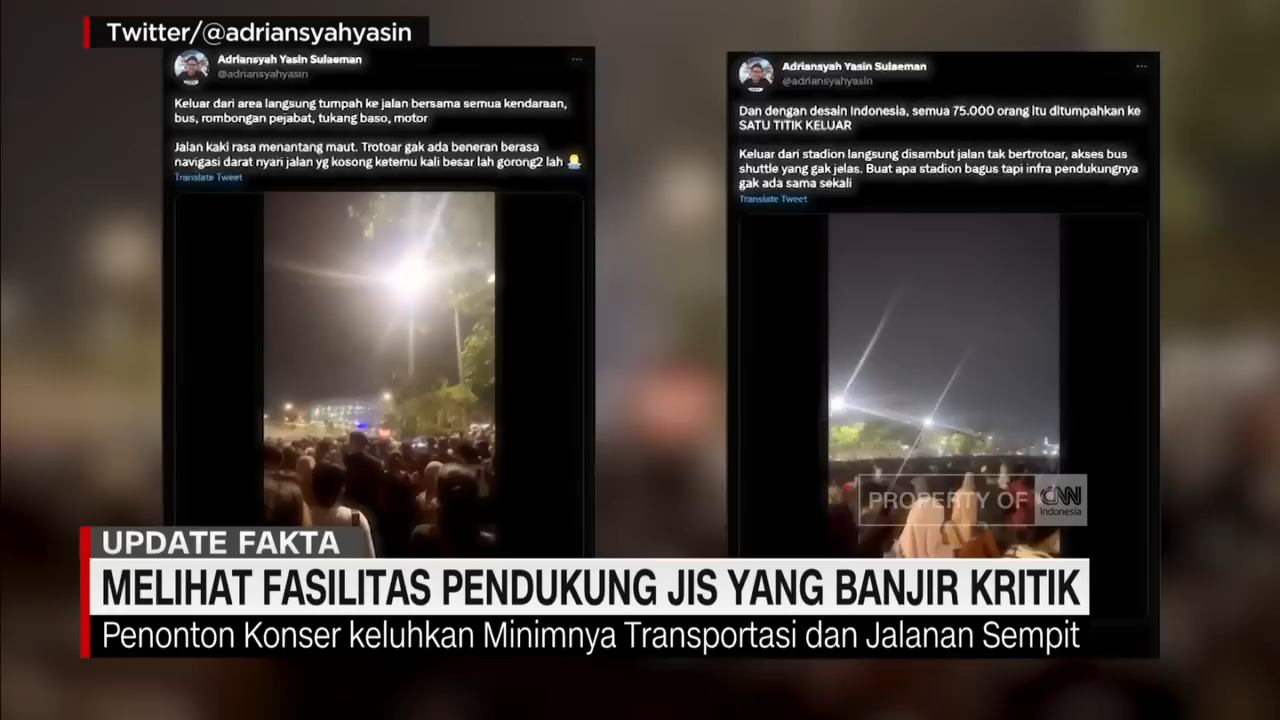 Twitter/@adriansyahyasin
Adriansyah Yasin Sulaeman
@adriansyahyasin
Keluar dari area langsung tumpah ke jalan bersama semua kendaraan,
bus, rombongan pejabat, tukang baso, motor
Jalan kaki rasa menantang maut. Trotoar gak ada beneran berasa
navigasi darat nyari jalan yg kosong ketemu kali besar lah gorong2 lah
Translate Tweet
Adriansyah Yasin Sulaeman
@adriansyahyasin
Dan dengan desain Indonesia, semua 75.000 orang itu ditumpahkan ke
SATU TITIK KELUAR
Keluar dari stadion langsung disambut jalan tak bertrotoar, akses bus
shuttle yang gak jelas. Buat apa stadion bagus tapi infra pendukungnya
gak ada sama sekali
Translate Tweet
PROPERTY OF CNN
Indonesia
UPDATE FAKTA
MELIHAT FASILITAS PENDUKUNG JIS YANG BANJIR KRITIK
Penonton Konser keluhkan Minimnya Transportasi dan Jalanan Sempit